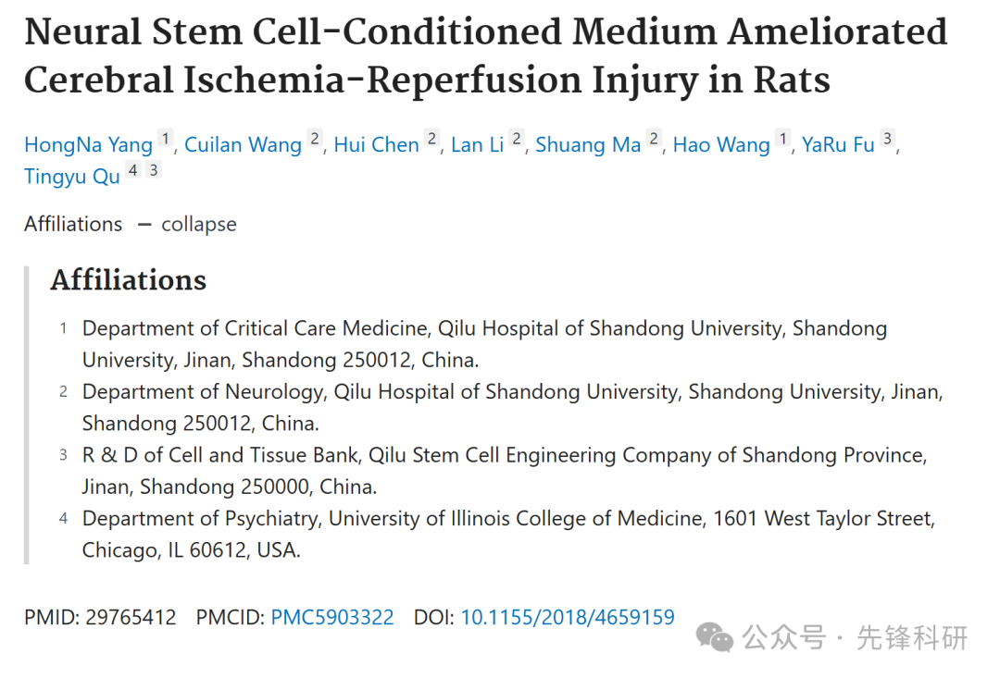 Neural Stem Cell-Conditioned Medium Ameliorated
Cerebral Ischemia-Reperfusion Injury in Rats
HongNa Yang 1, Cuilan Wang 2, Hui Chen 2, Lan Li 2, Shuang Ma 2, Hao Wang 1, YaRu Fu 3,
Tingyu Qu 4 3
Affiliations — collapse
Affiliations
1 Department of Critical Care Medicine, Qilu Hospital of Shandong University, Shandong
University, Jinan, Shandong 250012, China.
2 Department of Neurology, Qilu Hospital of Shandong University, Shandong University, Jinan,
Shandong 250012, China.
3 R & D of Cell and Tissue Bank, Qilu Stem Cell Engineering Company of Shandong Province,
Jinan, Shandong 250000, China.
4 Department of Psychiatry, University of Illinois College of Medicine, 1601 West Taylor Street,
Chicago, IL 60612, USA.
PMID: 29765412 PMCID: PMC5903322 DOI: 10.1155/2018/4659159
公众号 · 先锋科研